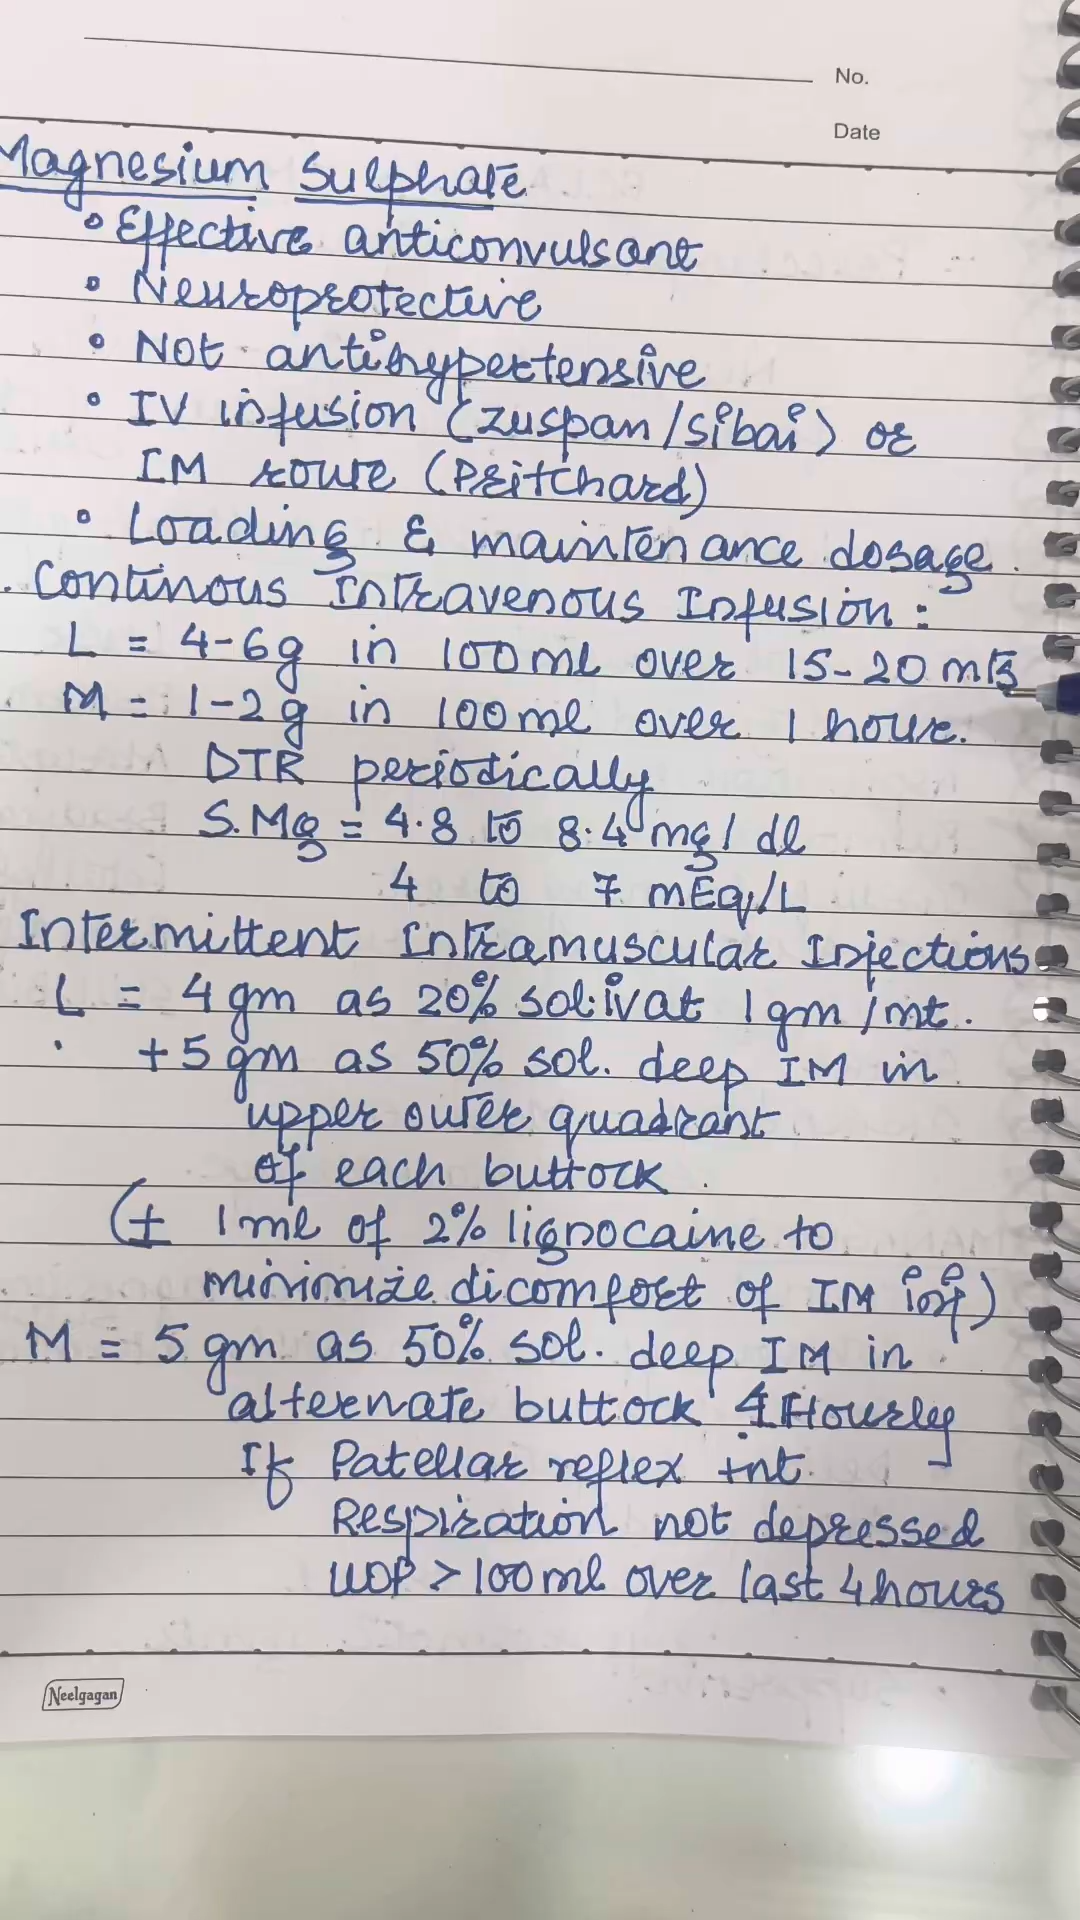 No.
Date
Magnesium Sulphate
• Effective anticonvulsant
• Neuroprotective
• Not antihypertensive
• IV infusion (Zuspan/Sibai) or
IM route (Pritchard)
• Loading & maintenance dosage.
. Continous Intravenous Infusion :
L = 4-6g in 100ml over 15-20 mts
M = 1-2g in 100ml over 1 hour.
DTR periodically
S.Mg = 4.8 to 8.4 mg/dl
4 to 7 mEq/L
Intermittent Intramuscular Injections
L = 4 gm as 20% sol. iv at 1gm/mt.
+5 gm as 50% sol. deep IM in
upper outer quadrant
of each buttock.
(± 1ml of 2% lignocaine to
minimize dicomfort of IM inj)
M = 5 gm as 50% sol. deep IM in
alternate buttock 4 Hourly
If Patellar reflex +nt
Respiration not depressed
UOP > 100ml over last 4 hours
Neelgagan